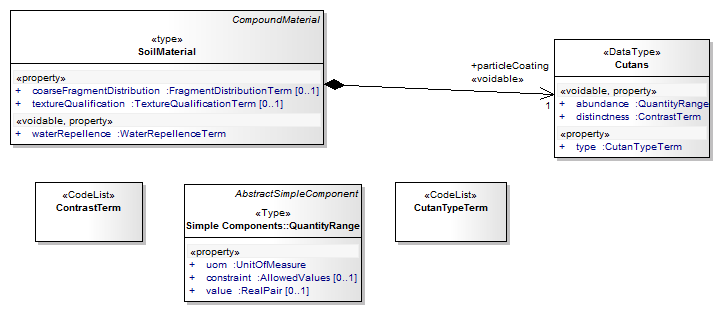 CompoundMaterial
«type»
SoilMaterial
«property»
+ coarseFragmentDistribution :FragmentDistributionTerm [0..1]
+ textureQualification :TextureQualificationTerm [0..1]
«voidable, property»
+ waterRepellence :WaterRepellenceTerm
+particleCoating
«voidable»
1
«DataType»
Cutans
«voidable, property»
+ abundance :QuantityRange
+ distinctness :ContrastTerm
«property»
+ type :CutanTypeTerm
«CodeList»
ContrastTerm
AbstractSimpleComponent
«Type»
Simple Components::QuantityRange
«property»
+ uom :UnitOfMeasure
+ constraint :AllowedValues [0..1]
+ value :RealPair [0..1]
«CodeList»
CutanTypeTerm